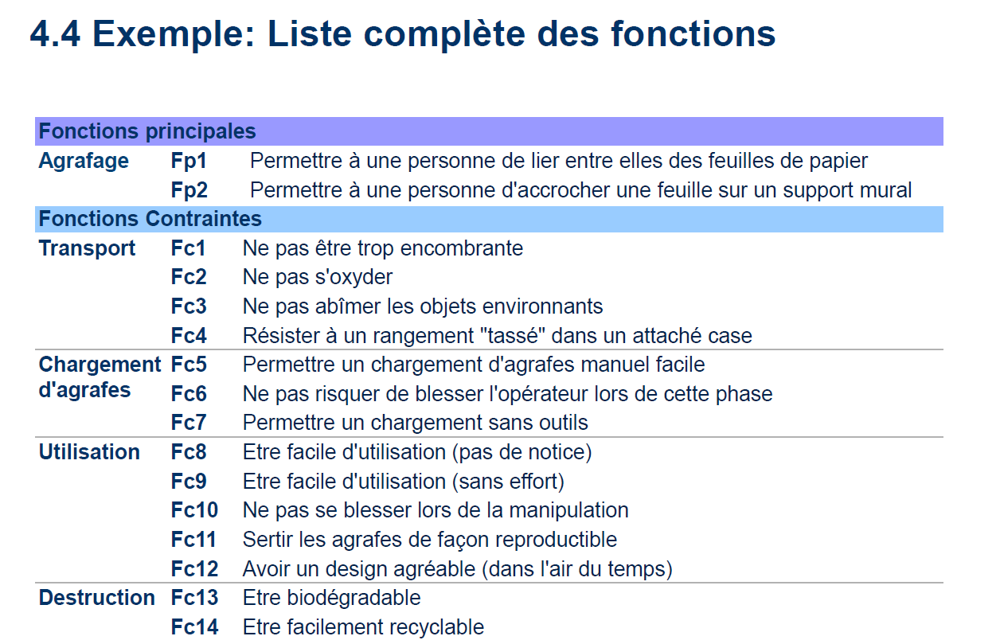 4.4 Exemple: Liste complète des fonctions
Fonctions principales
Agrafage Fp1 Permettre à une personne de lier entre elles des feuilles de papier
Fp2 Permettre à une personne d'accrocher une feuille sur un support mural
Fonctions Contraintes
Transport Fc1 Ne pas être trop encombrante
Fc2 Ne pas s'oxyder
Fc3 Ne pas abîmer les objets environnants
Fc4 Résister à un rangement "tassé" dans un attaché case
Chargement Fc5 Permettre un chargement d'agrafes manuel facile
d'agrafes Fc6 Ne pas risquer de blesser l'opérateur lors de cette phase
Fc7 Permettre un chargement sans outils
Utilisation Fc8 Etre facile d'utilisation (pas de notice)
Fc9 Etre facile d'utilisation (sans effort)
Fc10 Ne pas se blesser lors de la manipulation
Fc11 Sertir les agrafes de façon reproductible
Fc12 Avoir un design agréable (dans l'air du temps)
Destruction Fc13 Etre biodégradable
Fc14 Etre facilement recyclable